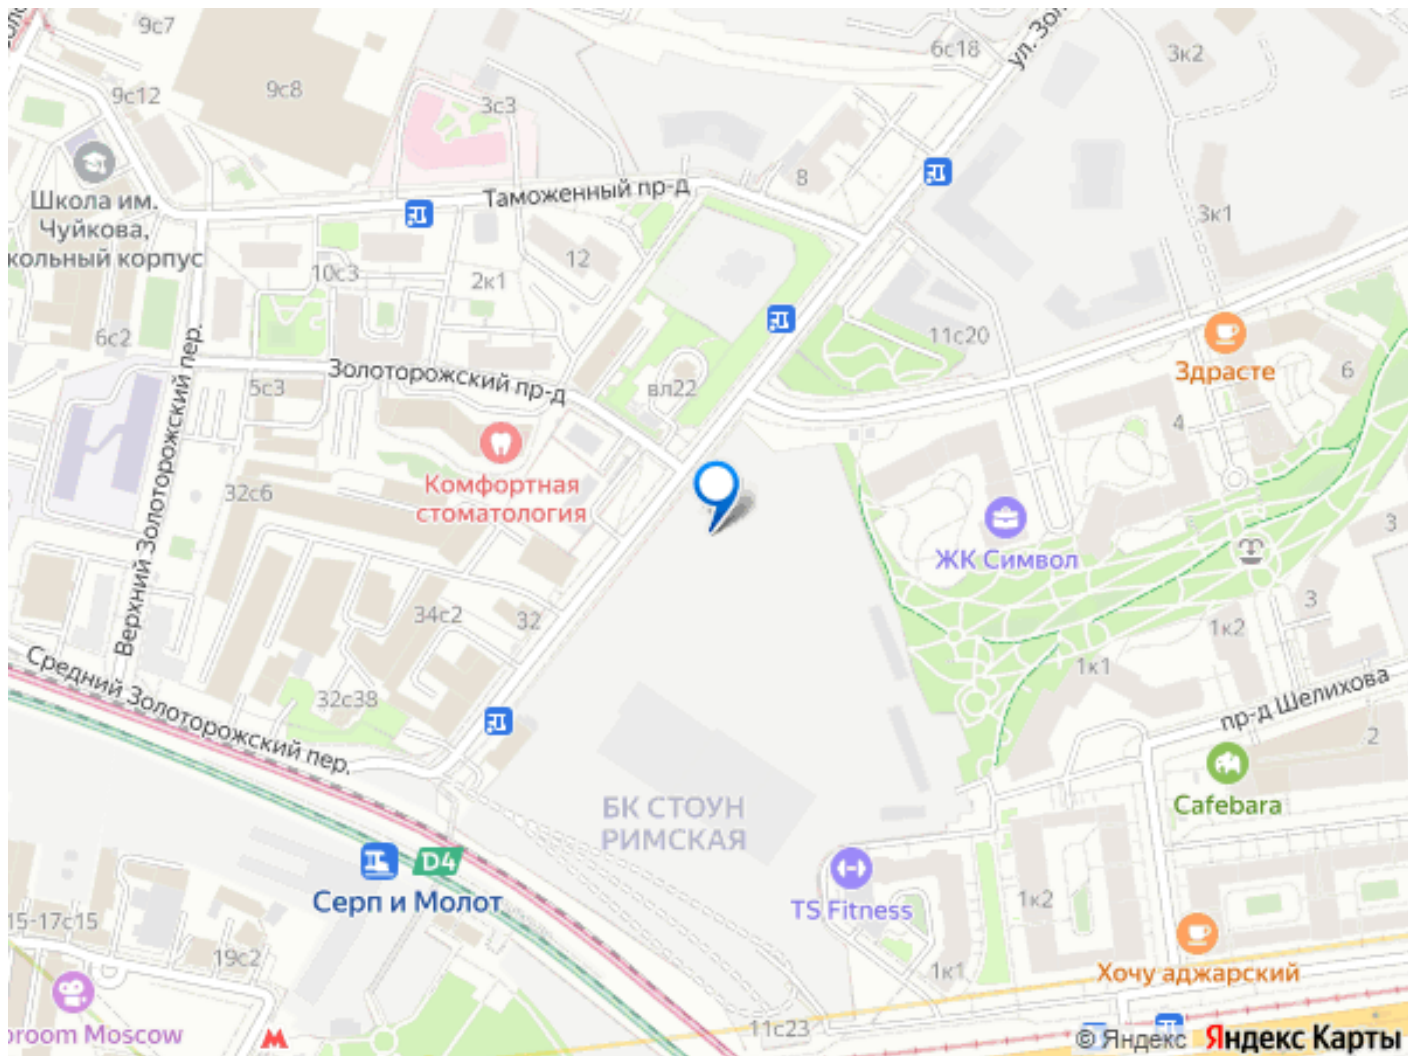 9с7
6с18
ул. Зол
3к2
9с8
9с12
3с3
Школа им.
Чуйкова,
кольный корпус
Таможенный пр-д
8
3к1
12
10с3
2к1
6с2
11с20
Здрасте
6
Золоторожский пр-д
5с3
вл22
4
Верхний Золоторожский пер.
Комфортная
стоматология
32с6
ЖК Символ
3
34с2
32
3
1к2
1к1
Средний Золоторожский пер.
32с38
пр-д Шелихова
2
БК СТОУН
РИМСКАЯ
Cafebara
D4
Серп и Молот
TS Fitness
15-17с15
19с2
1к2
1к1
Хочу аджарский
oroom Moscow
11с23
© Яндекс Яндекс Карты